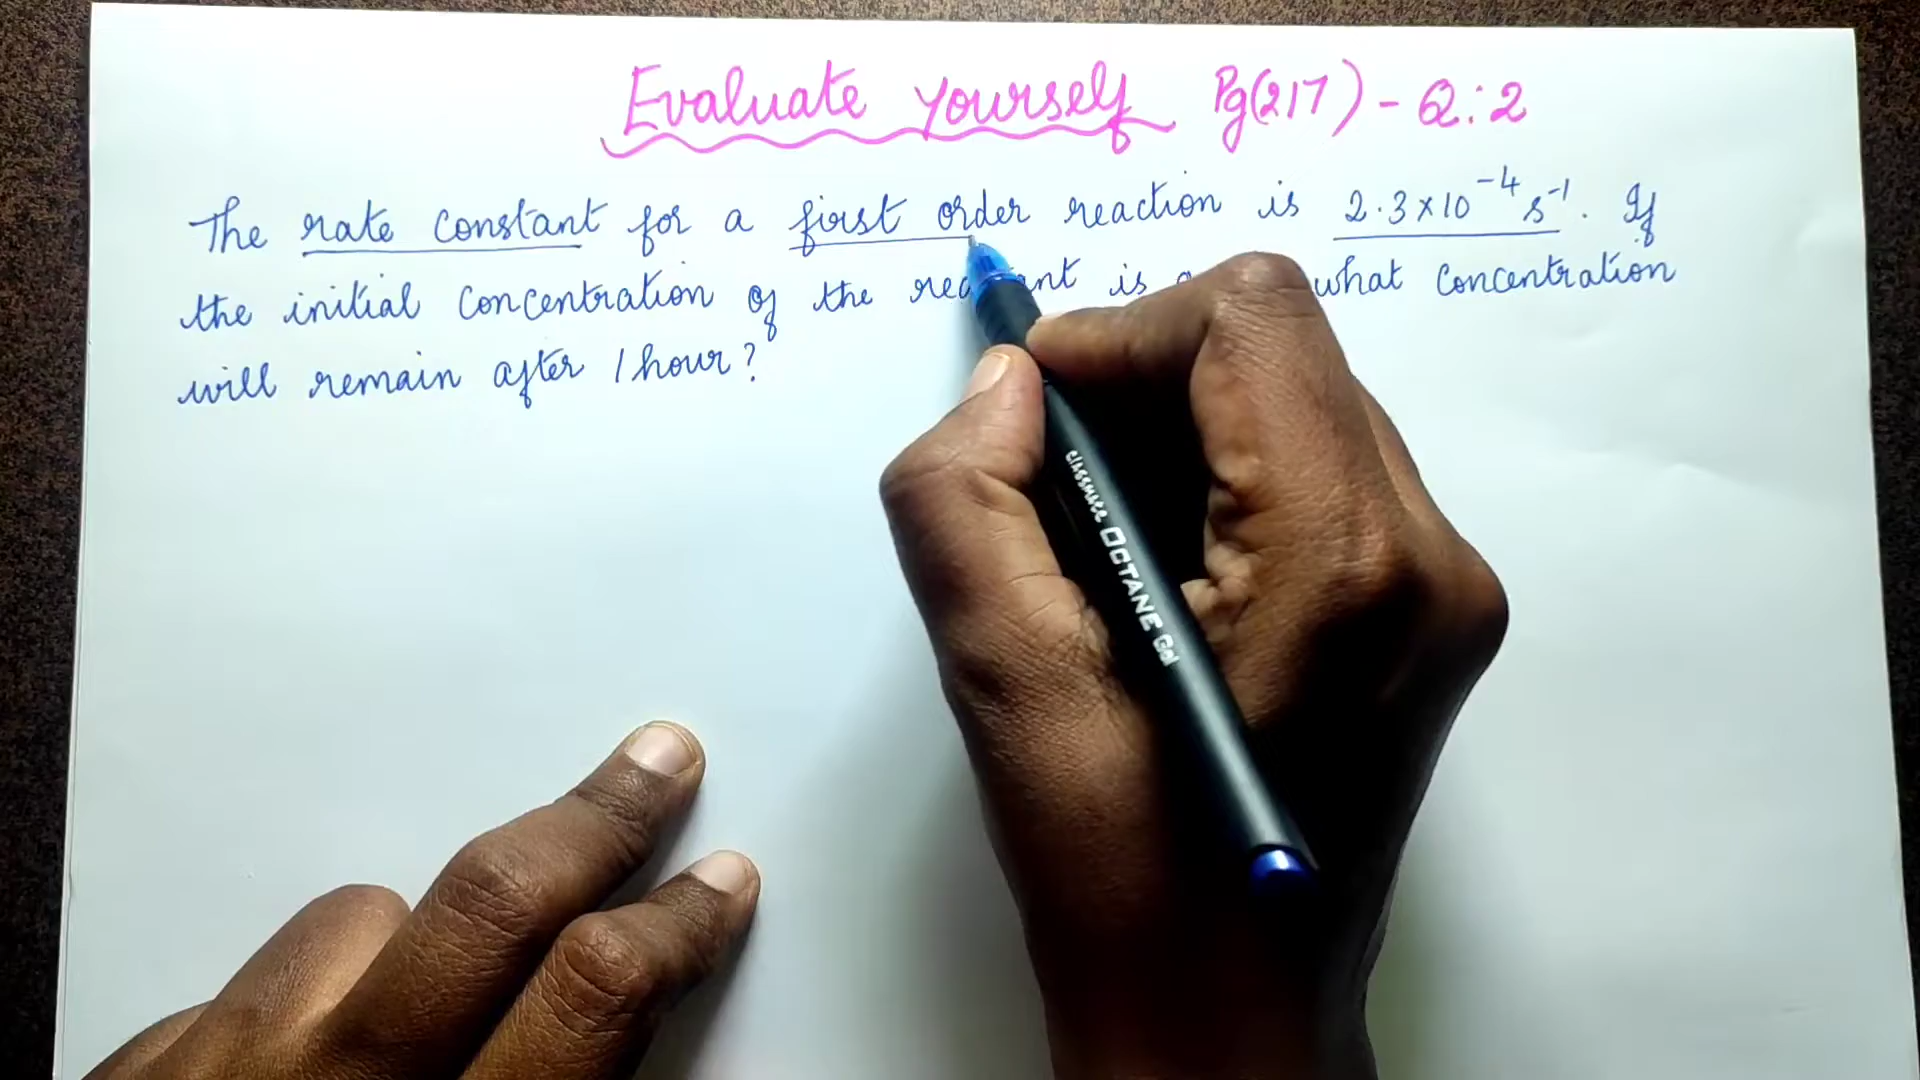 Evaluate yourself Pg(217) - Q:2
The rate constant for a first order reaction is 2.3×10⁻⁴ s⁻¹. If
the initial concentration of the is what concentration
will remain after 1 hour?
classmate OCTANE Gel